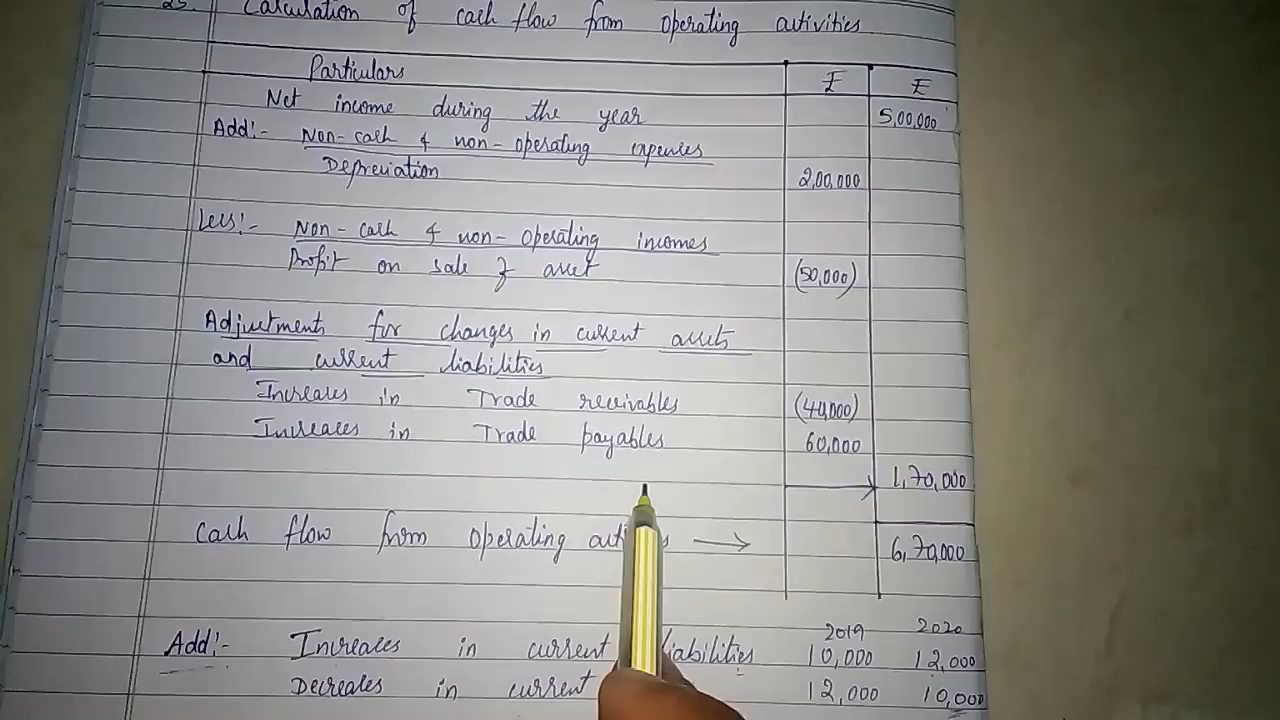 25. Calculation of cash flow from operating activities
Particulars ₹ ₹
Net income during the year 5,00,000
Add:- Non-cash & non-operating expenses
Depreciation 2,00,000
Less:- Non-cash & non-operating incomes
Profit on sale of asset (50,000)
Adjustments for changes in current assets
and current liabilities
Increases in Trade receivables (40,000)
Increases in Trade payables 60,000
1,70,000
Cash flow from operating → 6,70,000
2019 2020
Add:- Increases in current liabilities 10,000 12,000
Decreales in current 12,000 10,000